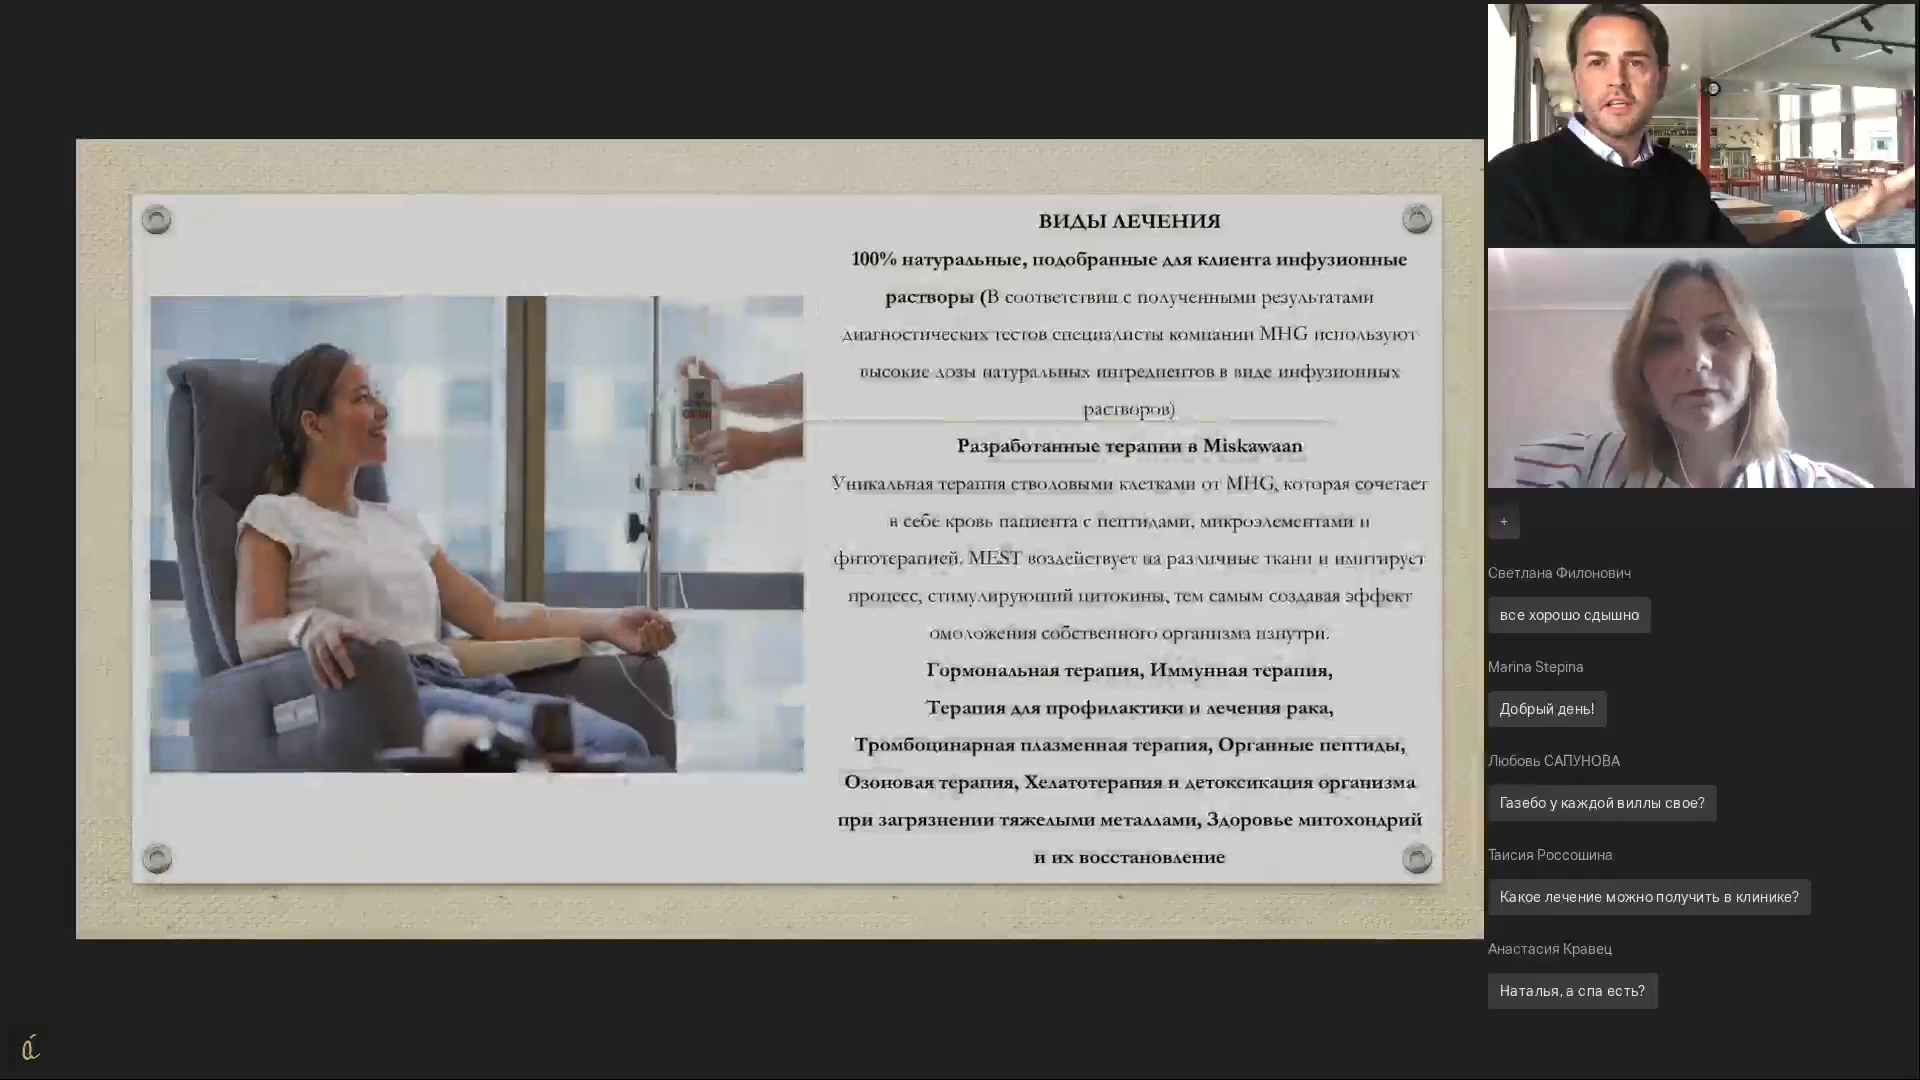 ВИДЫ ЛЕЧЕНИЯ
100% натуральные, подобранные для клиента инфузионные
растворы (В соответствии с полученными результатами
диагностических тестов специалисты компании MHG используют
высокие дозы натуральных ингредиентов в виде инфузионных
растворов)
Разработанные терапии в Miskawaan
Уникальная терапия стволовыми клетками от MHG, которая сочетает
в себе кровь пациента с пептидами, микроэлементами и
фитотерапией. MEST воздействует на различные ткани и имитирует
процесс, стимулируюший цитокины, тем самым создавая эффект
омоложения собственного организма изнутри.
Гормональная терапия, Иммунная терапия,
Терапия для профилактики и лечения рака,
Тромбоцинарная плазменная терапия, Органные пептиды,
Озоновая терапия, Хелатотерапия и детоксикация организма
при загрязнении тяжелыми металлами, Здоровье митохондрий
и их восстановление
+
Светлана Филонович
все хорошо сдышно
Marina Stepina
Добрый день!
Любовь САПУНОВА
Газебо у каждой виллы свое?
Таисия Россошина
Какое лечение можно получить в клинике?
Анастасия Кравец
Наталья, а спа есть?
á